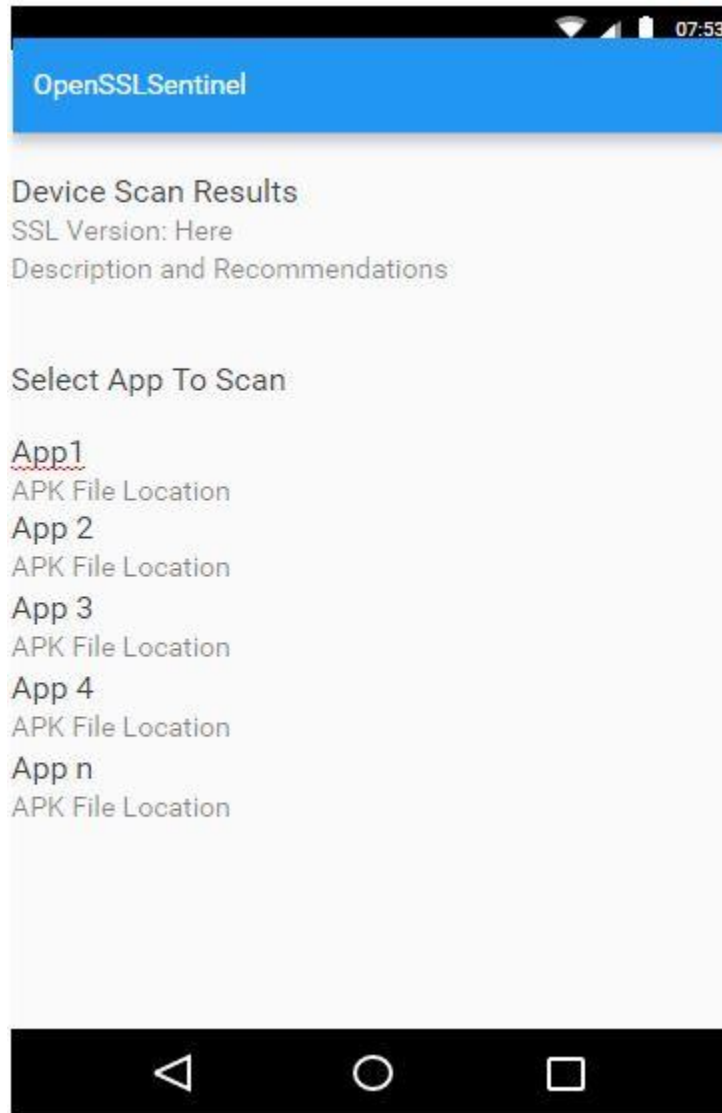 07:53
OpenSSLSentinel
Device Scan Results
SSL Version: Here
Description and Recommendations
Select App To Scan
App1
APK File Location
App 2
APK File Location
App 3
APK File Location
App 4
APK File Location
App n
APK File Location